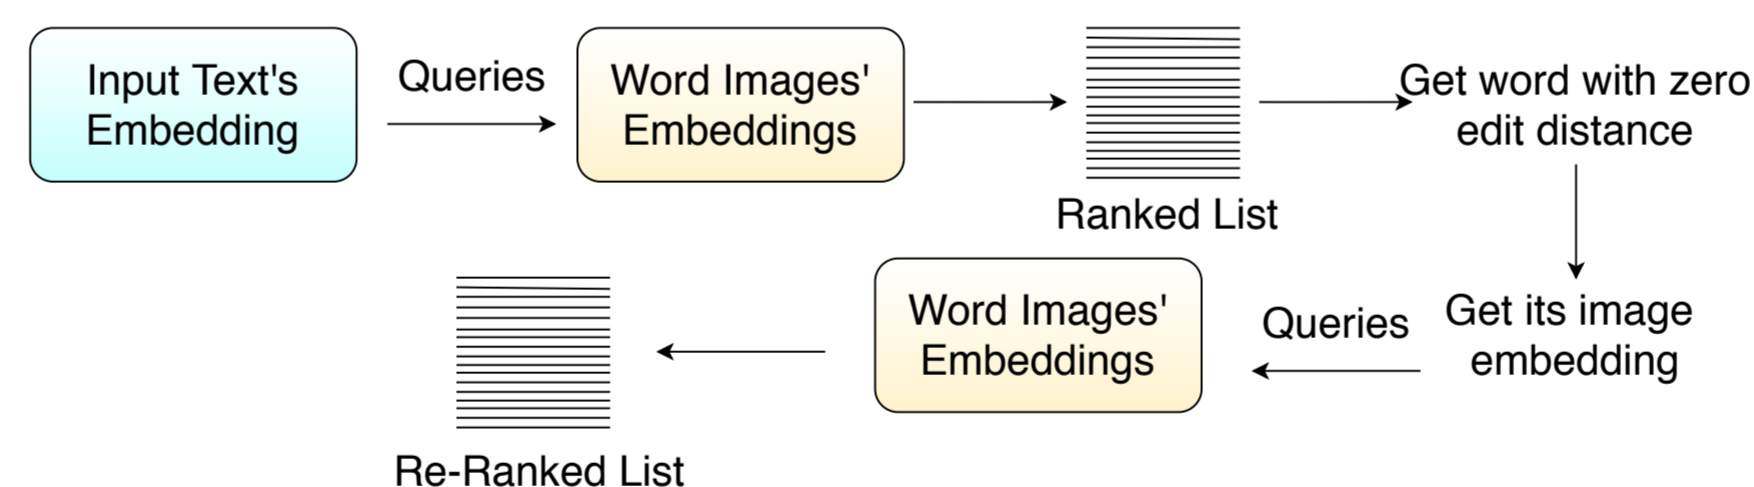 Input Text's
Embedding
Queries
Word Images'
Embeddings
Ranked List
Get word with zero
edit distance
Get its image
embedding
Queries
Word Images'
Embeddings
Re-Ranked List